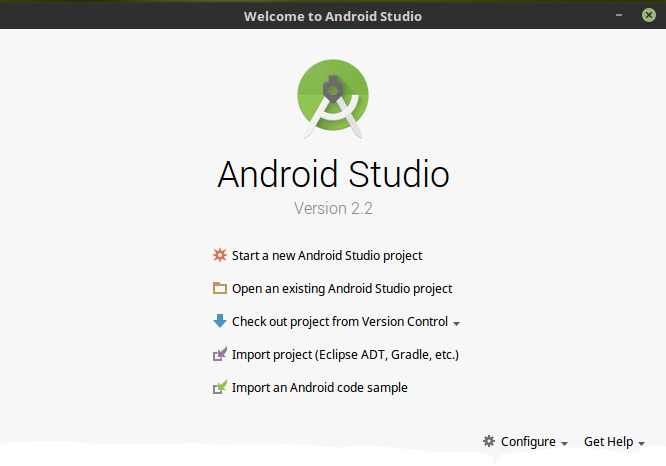 Welcome to Android Studio
Android Studio
Version 2.2
Start a new Android Studio project
Open an existing Android Studio project
Check out project from Version Control
Import project (Eclipse ADT, Gradle, etc.)
Import an Android code sample
Configure Get Help